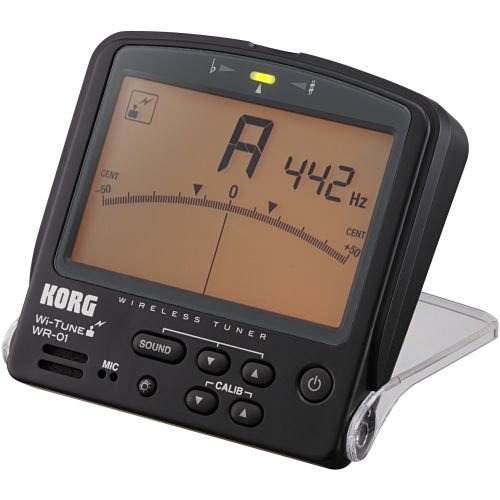 ♭ ♯
A 442 Hz
CENT -50 0 CENT +50
KORG
WIRELESS TUNER
Wi-TUNE
WR-01
SOUND
MIC
CALIB